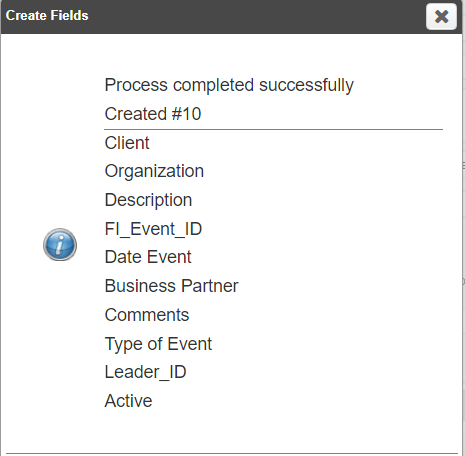 Create Fields
Process completed successfully
Created #10
Client
Organization
Description
FI_Event_ID
Date Event
Business Partner
Comments
Type of Event
Leader_ID
Active